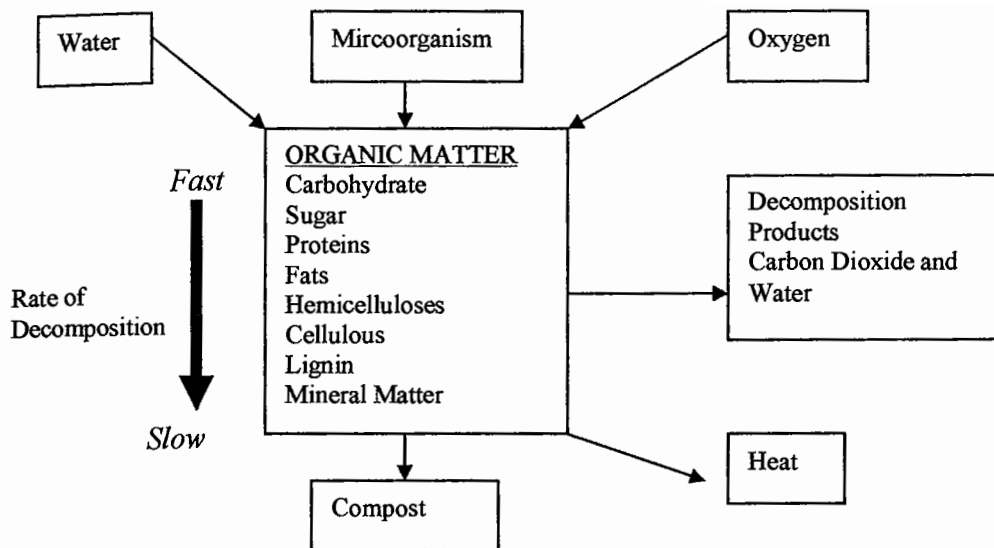 Water
Mircoorganism
Oxygen
ORGANIC MATTER
Carbohydrate
Sugar
Proteins
Fats
Hemicelluloses
Cellulous
Lignin
Mineral Matter
Fast
Rate of
Decomposition
Slow
Decomposition
Products
Carbon Dioxide and
Water
Heat
Compost